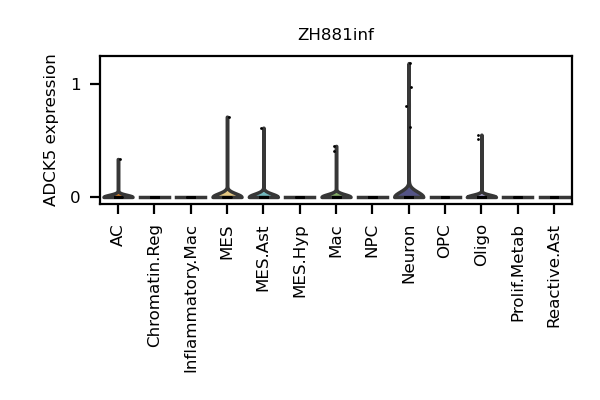 ZH881inf
ADCK5 expression
1
0
AC
Chromatin.Reg
Inflammatory.Mac
MES
MES.Ast
MES.Hyp
Mac
NPC
Neuron
OPC
Oligo
Prolif.Metab
Reactive.Ast